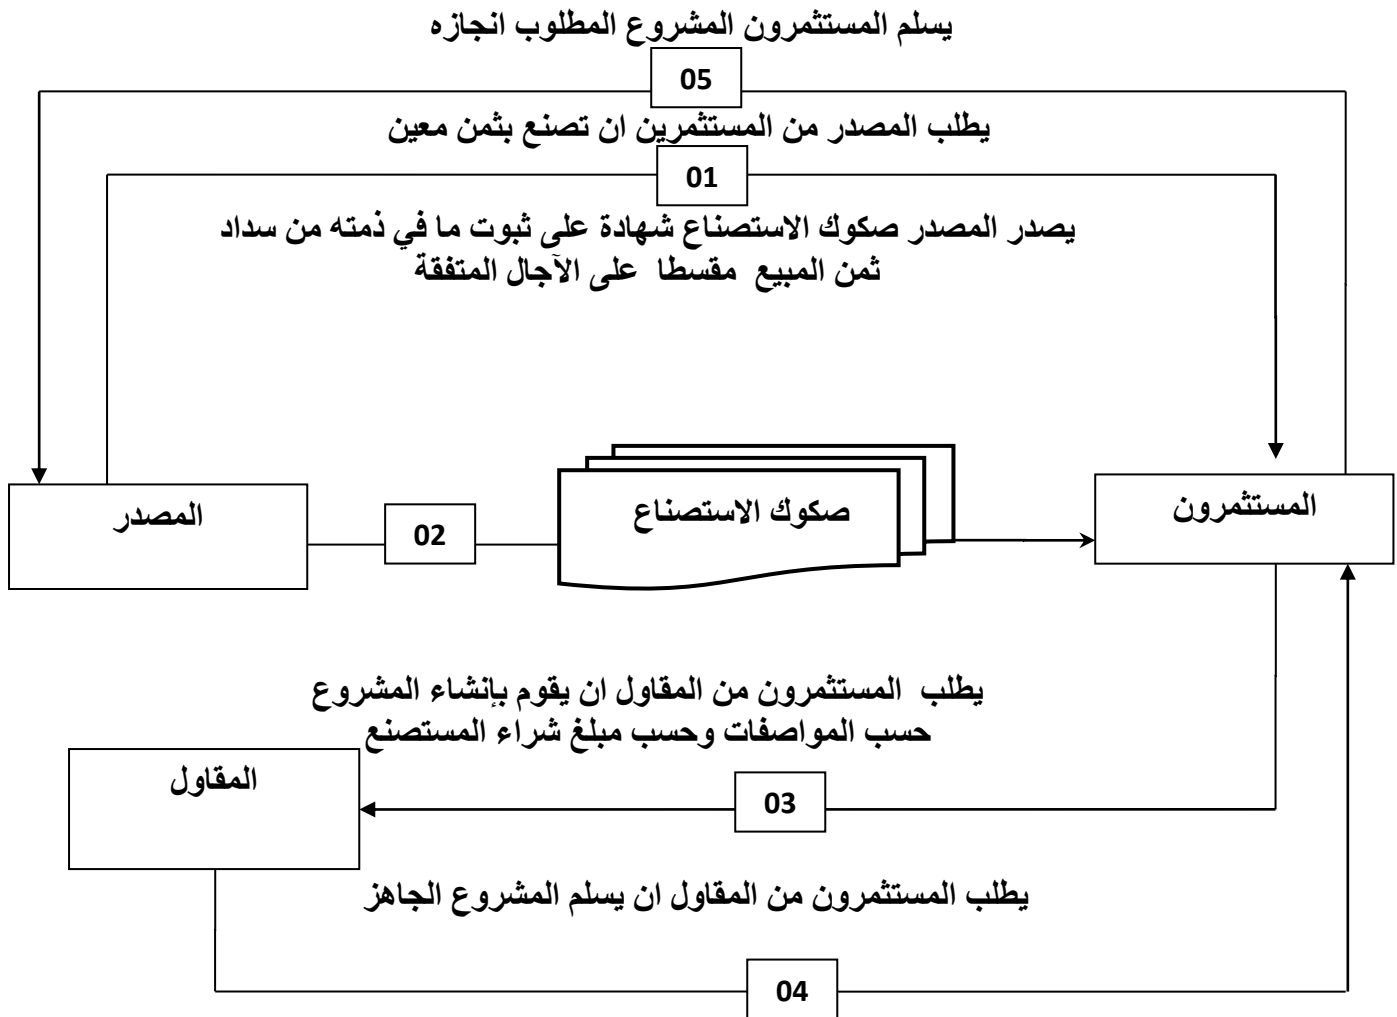 يسلم المستثمرون المشروع المطلوب انجازه
05
يطلب المصدر من المستثمرين ان تصنع بثمن معين
01
يصدر المصدر صكوك الاستصناع شهادة على ثبوت ما في ذمته من سداد
ثمن المبيع مقسطا على الآجال المتفقة
المستثمرون
صكوك الاستصناع
02
المصدر
يطلب المستثمرون من المقاول ان يقوم بإنشاء المشروع
حسب المواصفات وحسب مبلغ شراء المستصنع
المقاول
03
يطلب المستثمرون من المقاول ان يسلم المشروع الجاهز
04